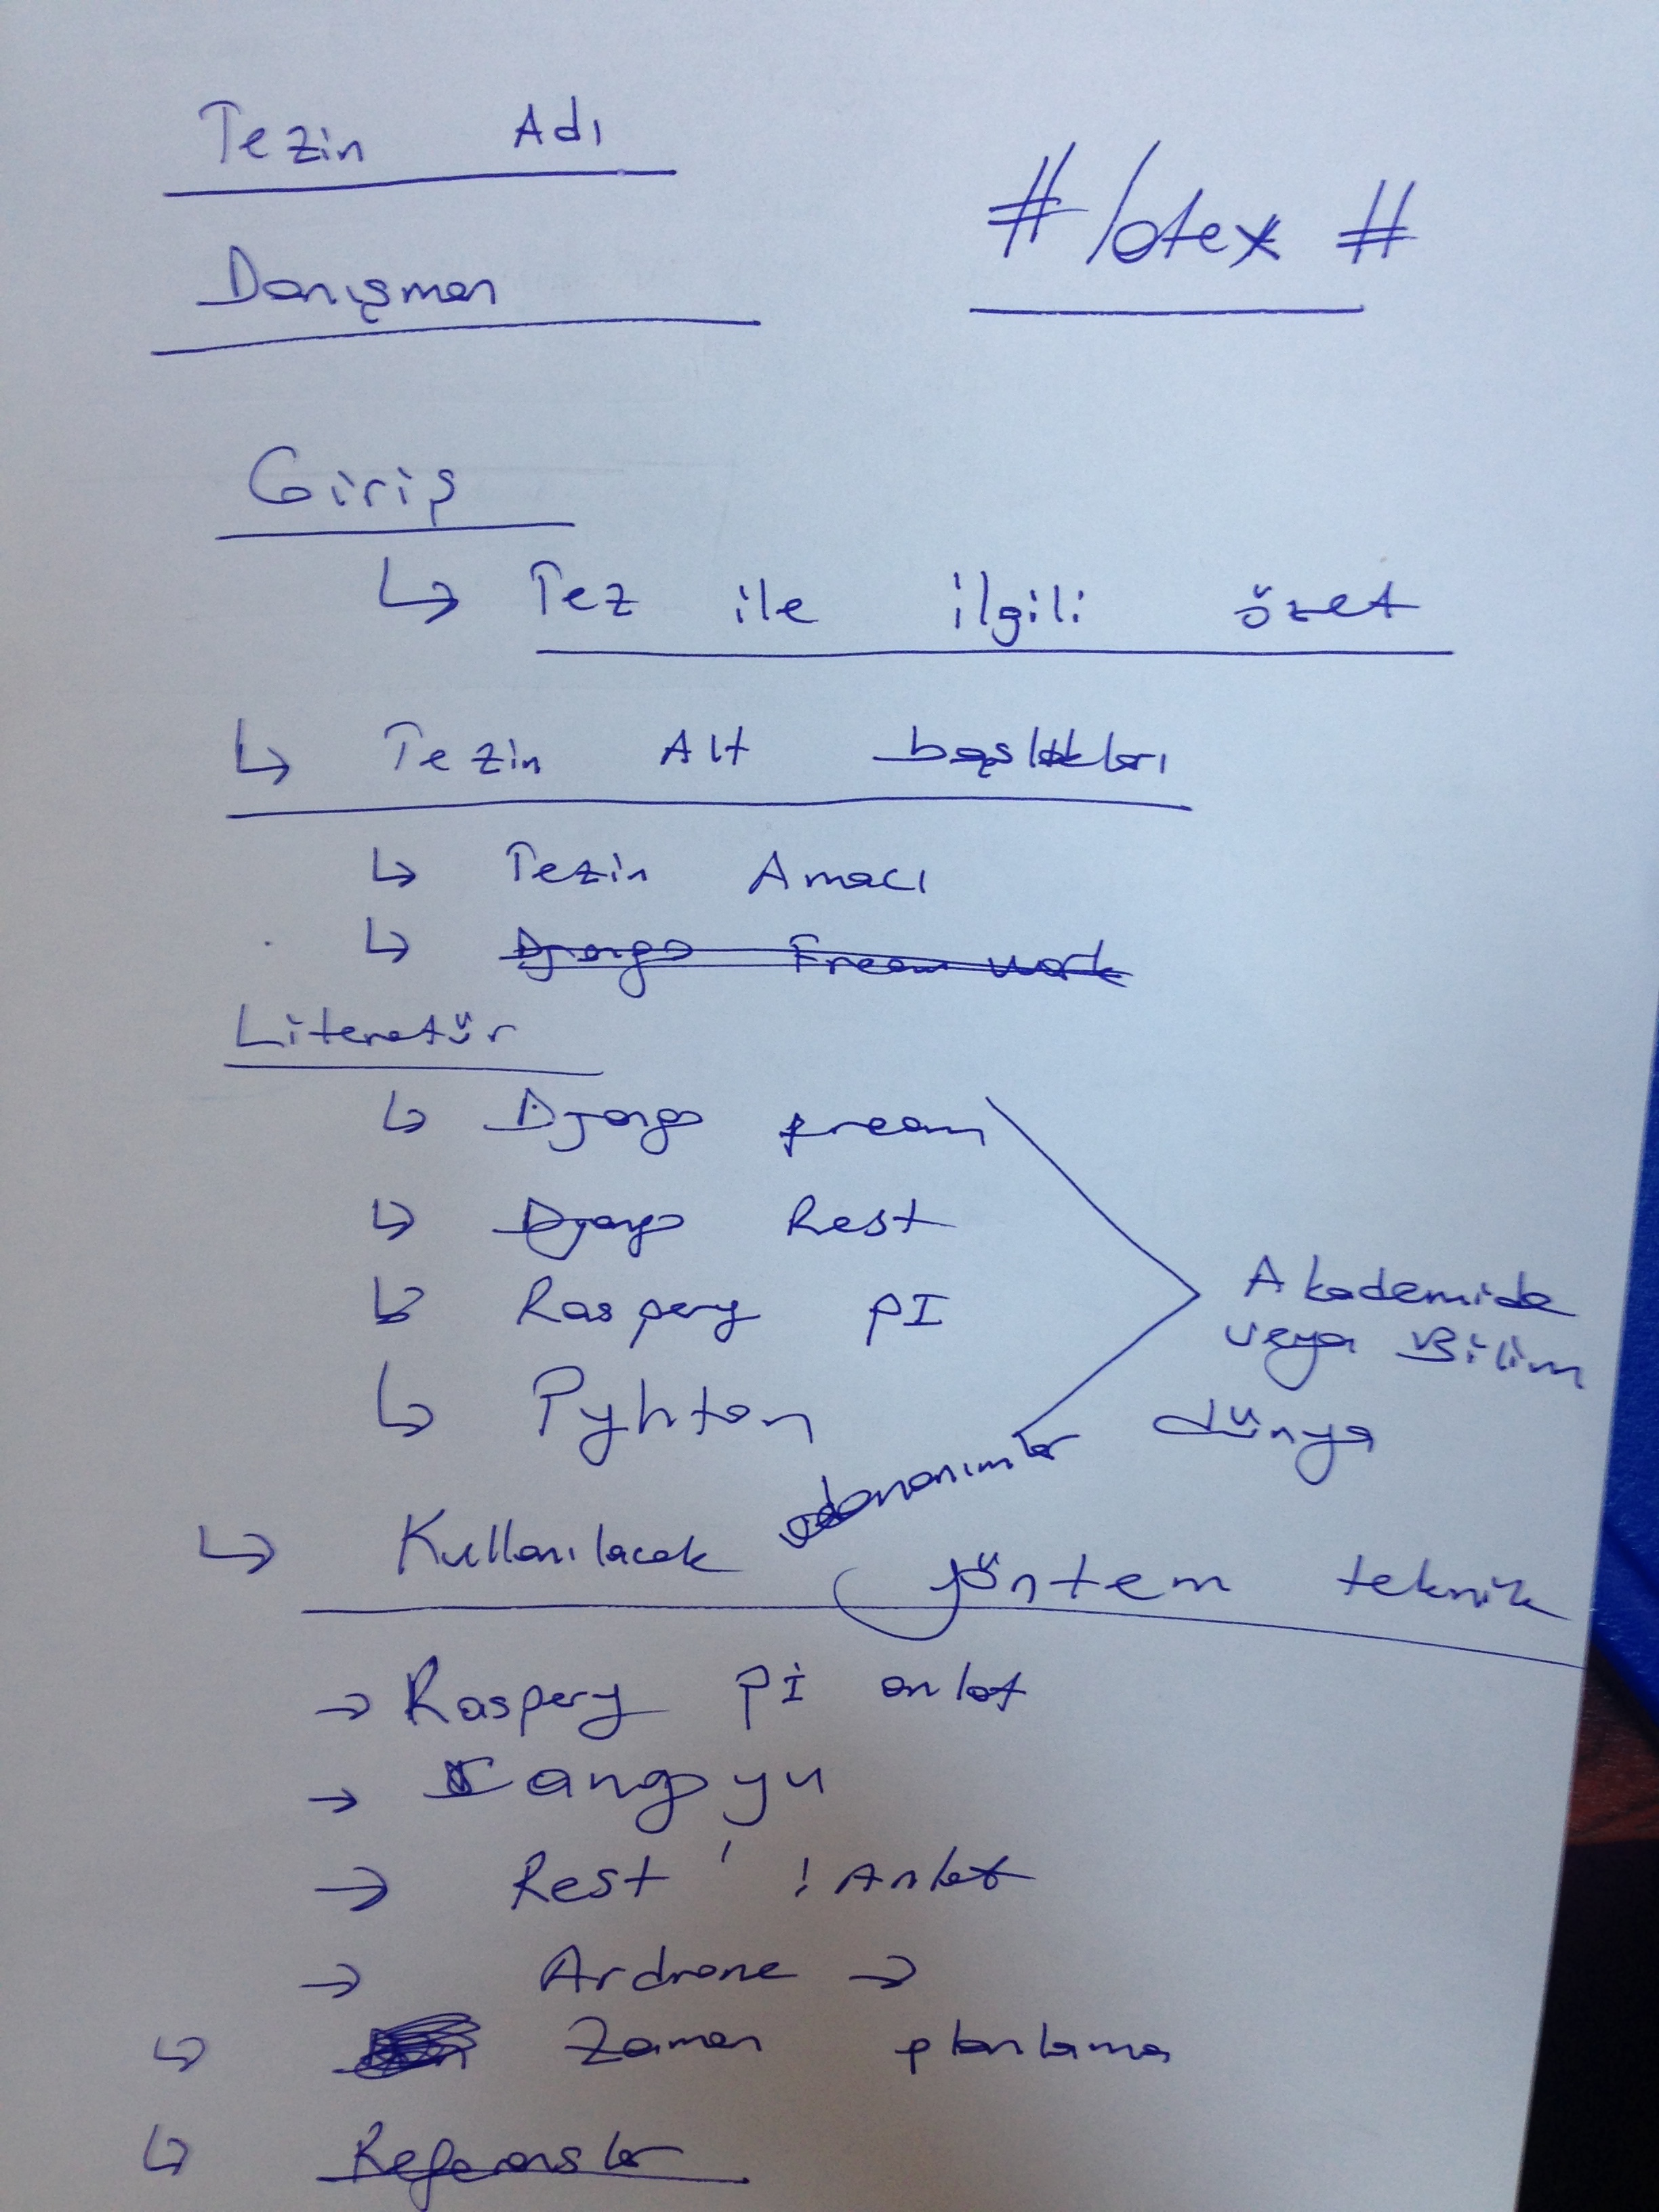 Tezin Adı
# latex #
Danışman
Giriş
Tez ile ilgili özet
Tezin Alt başlıkları
Tezin Amacı
Django Fream work
Literatür
Django fream
Django Rest
Raspery PI
Pyhton
Akademide
veya Bilim
dünya
Kullanılacak donanımlar yöntem teknik
→ Raspery Pi anlat
→
→ Rest ' ! Anlat
→ Ardrone →
Zaman planlama
Referanslar